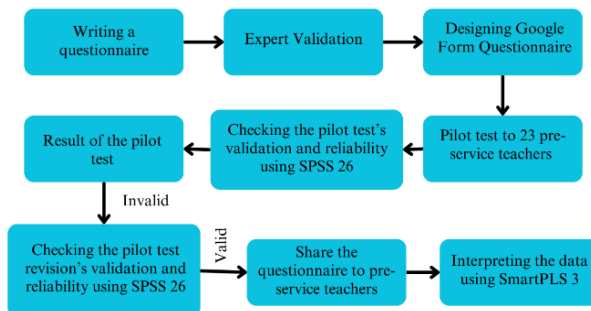 Writing a
questionnaire
Expert Validation
Designing Google
Form Questionnaire
Pilot test to 23 pre-
service teachers
Checking the pilot test's
validation and reliability
using SPSS 26
Result of the pilot
test
Invalid
Checking the pilot test
revision's validation and
reliability using SPSS 26
Valid
Share the
questionnaire to pre-
service teachers
Interpreting the data
using SmartPLS 3